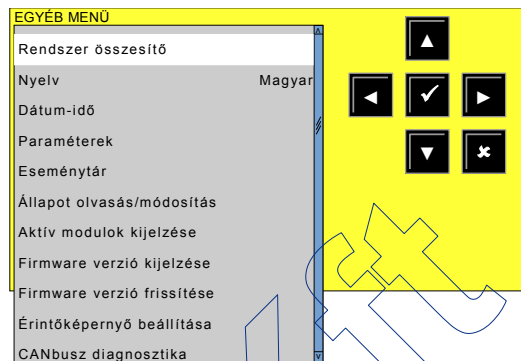 EGYÉB MENÜ
Rendszer összesítő
Nyelv Magyar
Dátum-idő
Paraméterek
Eseménytár
Állapot olvasás/módosítás
Aktív modulok kijelzése
Firmware verzió kijelzése
Firmware verzió frissítése
Érintőképernyő beállítása
CANbusz diagnosztika